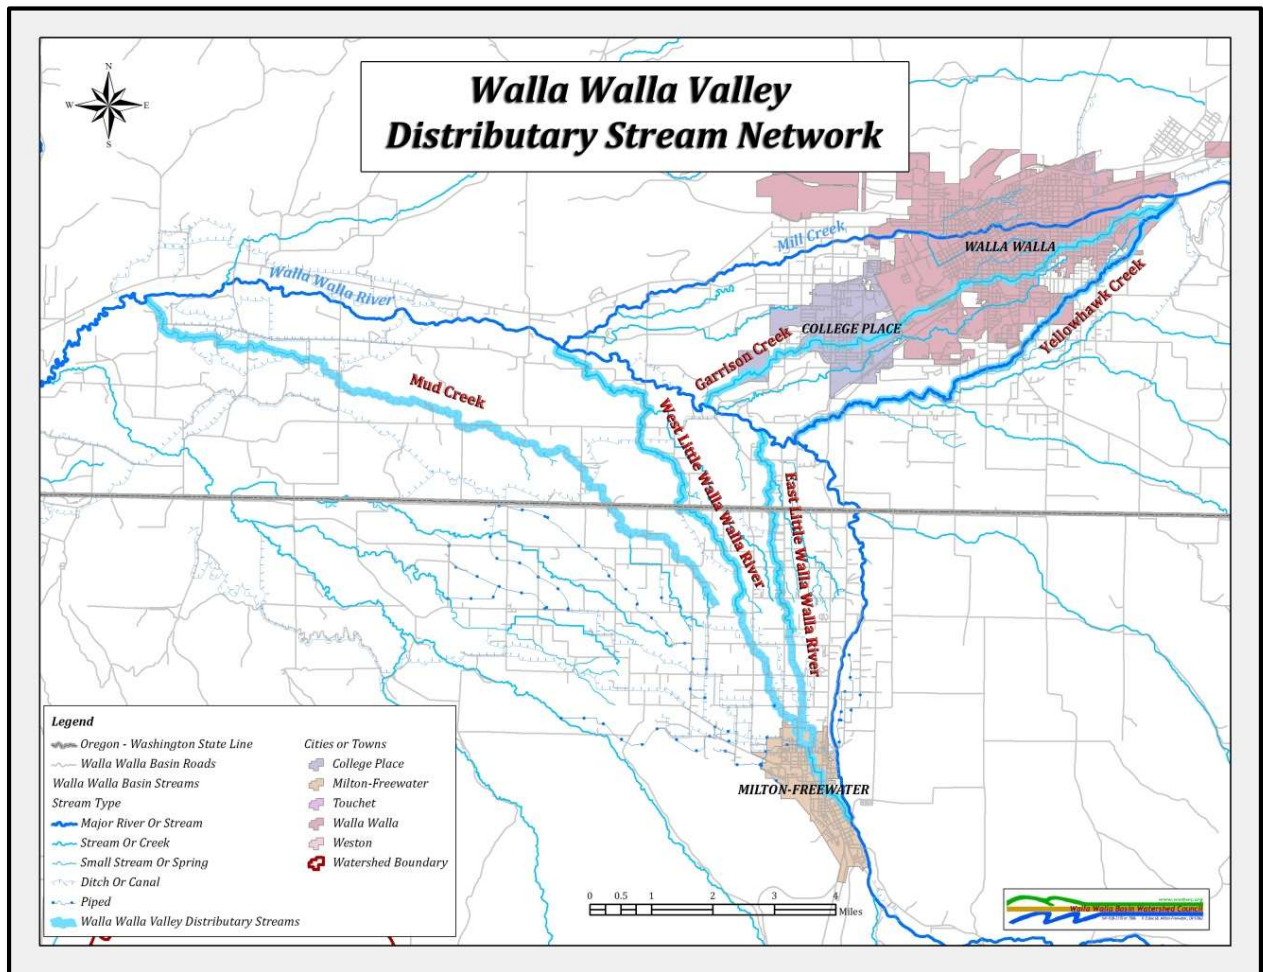 Walla Walla Valley
Distributary Stream Network
N
W
E
S
Mill Creek
WALLA WALLA
Walla Walla River
Yellowhawk Creek
COLLEGE PLACE
Garrison Creek
Mud Creek
West Little Walla Walla River
East Little Walla Walla River
MILTON-FREEWATER
Legend
Oregon - Washington State Line
Walla Walla Basin Roads
Walla Walla Basin Streams
Stream Type
Major River Or Stream
Stream Or Creek
Small Stream Or Spring
Ditch Or Canal
Piped
Walla Walla Valley Distributary Streams
Cities or Towns
College Place
Milton-Freewater
Touchet
Walla Walla
Weston
Watershed Boundary
0 0.5 1 2 3 4
Miles
Walla Walla Basin Watershed Council